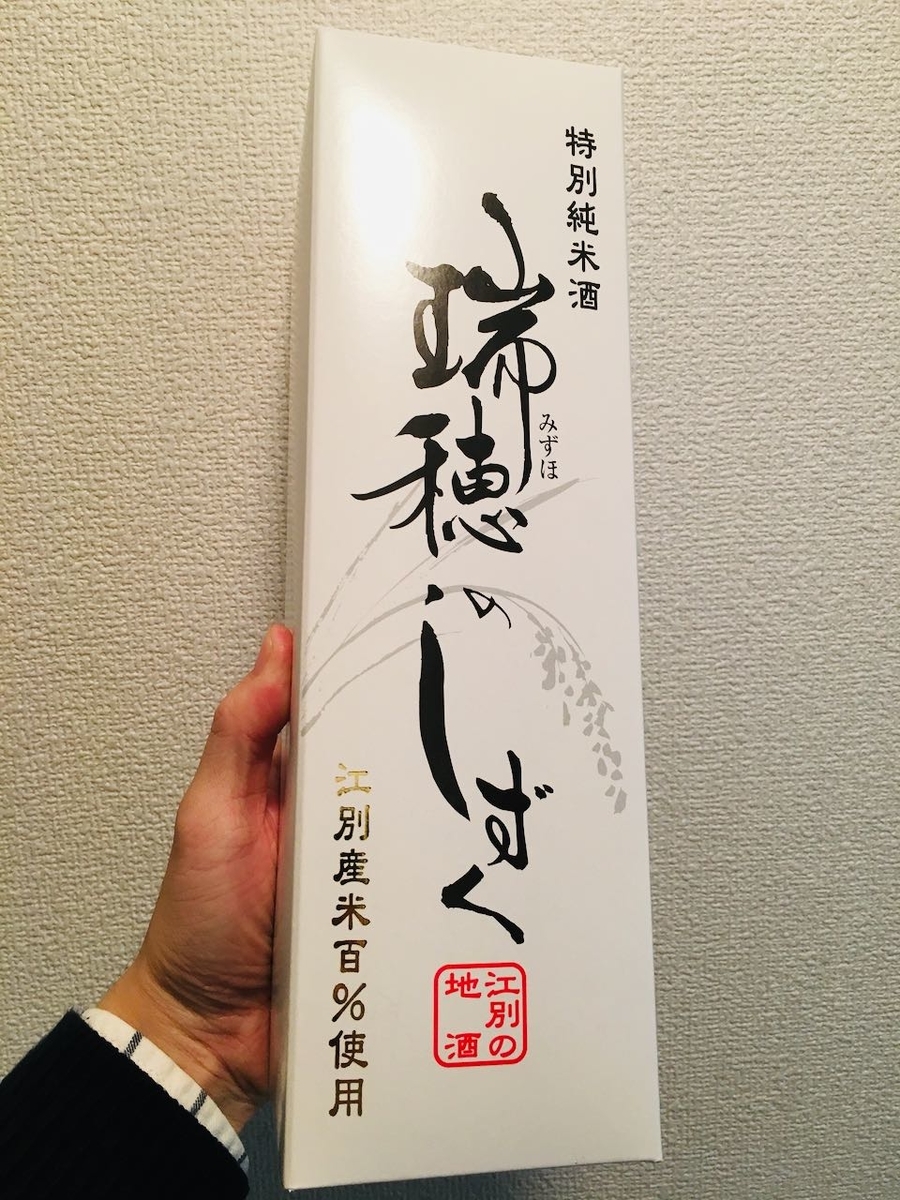 特別純米酒
瑞穂のしずく
みずほ
江別産米百%使用
江別の
地酒